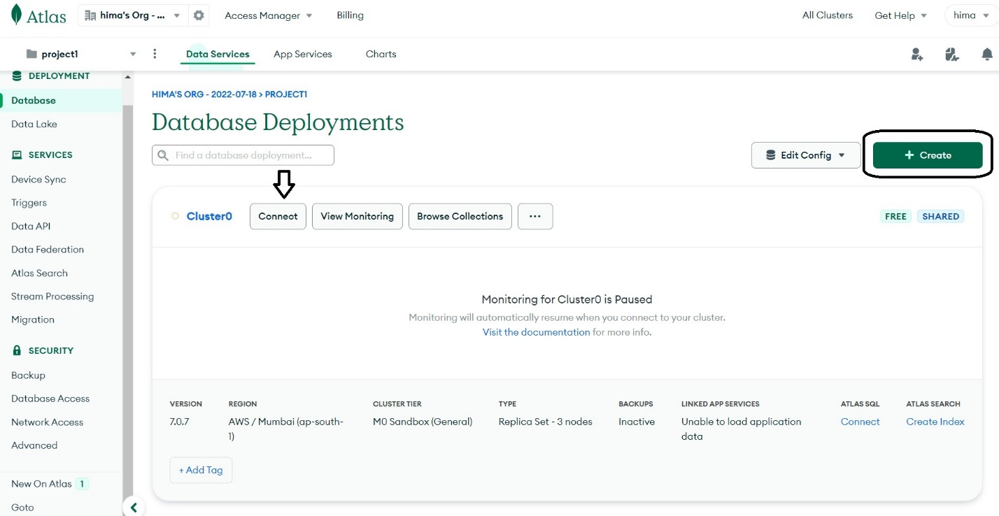 Atlas
hima's Org - ...
Access Manager
Billing
All Clusters
Get Help
hima
project1
Data Services
App Services
Charts
DEPLOYMENT
Database
Data Lake
SERVICES
Device Sync
Triggers
Data API
Data Federation
Atlas Search
Stream Processing
Migration
SECURITY
Backup
Database Access
Network Access
Advanced
New On Atlas 1
Goto
HIMA'S ORG - 2022-07-18 > PROJECT1
Database Deployments
Find a database deployment...
Edit Config
+ Create
Cluster0
Connect
View Monitoring
Browse Collections
...
FREE
SHARED
Monitoring for Cluster0 is Paused
Monitoring will automatically resume when you connect to your cluster.
Visit the documentation for more info.
VERSION
7.0.7
REGION
AWS / Mumbai (ap-south-
1)
CLUSTER TIER
M0 Sandbox (General)
TYPE
Replica Set - 3 nodes
BACKUPS
Inactive
LINKED APP SERVICES
Unable to load application
data
ATLAS SQL
Connect
ATLAS SEARCH
Create Index
+ Add Tag